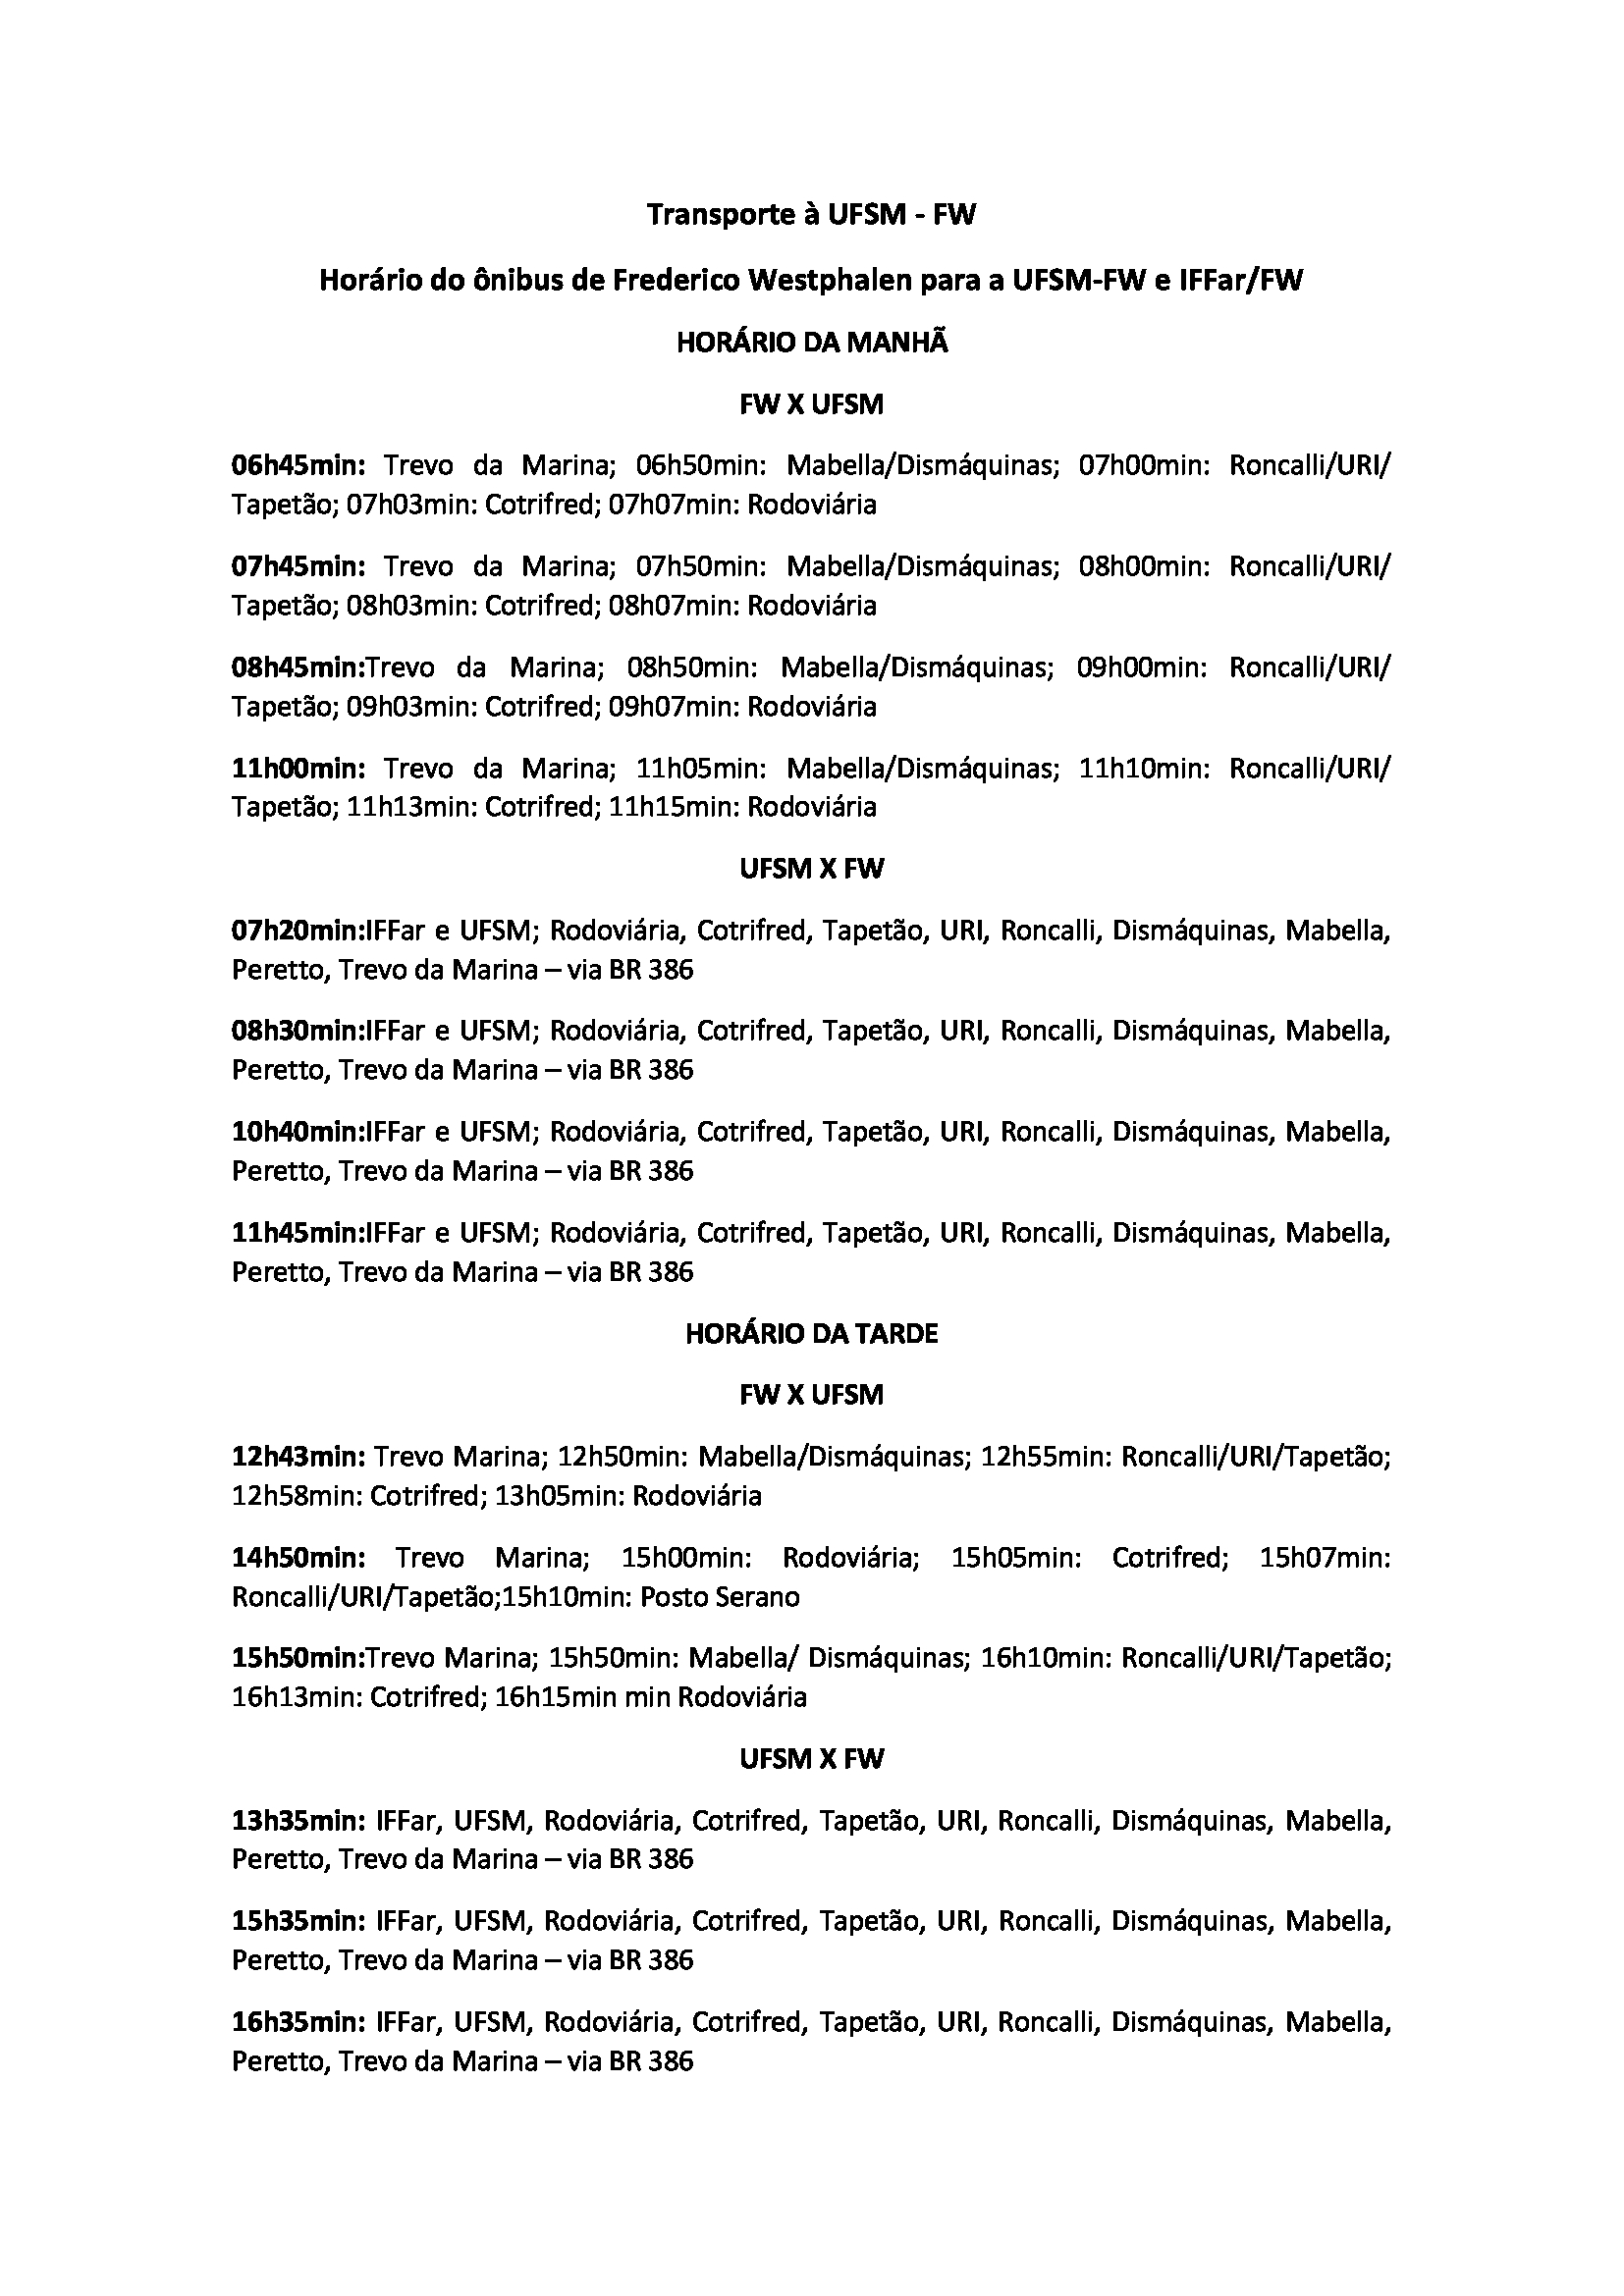 Transporte à UFSM - FW
Horário do ônibus de Frederico Westphalen para a UFSM-FW e IFFar/FW
HORÁRIO DA MANHÃ
FW X UFSM
06h45min: Trevo da Marina; 06h50min: Mabella/Dismáquinas; 07h00min: Roncalli/URI/
Tapetão; 07h03min: Cotrifred; 07h07min: Rodoviária
07h45min: Trevo da Marina; 07h50min: Mabella/Dismáquinas; 08h00min: Roncalli/URI/
Tapetão; 08h03min: Cotrifred; 08h07min: Rodoviária
08h45min:Trevo da Marina; 08h50min: Mabella/Dismáquinas; 09h00min: Roncalli/URI/
Tapetão; 09h03min: Cotrifred; 09h07min: Rodoviária
11h00min: Trevo da Marina; 11h05min: Mabella/Dismáquinas; 11h10min: Roncalli/URI/
Tapetão; 11h13min: Cotrifred; 11h15min: Rodoviária
UFSM X FW
07h20min:IFFar e UFSM; Rodoviária, Cotrifred, Tapetão, URI, Roncalli, Dismáquinas, Mabella,
Peretto, Trevo da Marina – via BR 386
08h30min:IFFar e UFSM; Rodoviária, Cotrifred, Tapetão, URI, Roncalli, Dismáquinas, Mabella,
Peretto, Trevo da Marina – via BR 386
10h40min:IFFar e UFSM; Rodoviária, Cotrifred, Tapetão, URI, Roncalli, Dismáquinas, Mabella,
Peretto, Trevo da Marina – via BR 386
11h45min:IFFar e UFSM; Rodoviária, Cotrifred, Tapetão, URI, Roncalli, Dismáquinas, Mabella,
Peretto, Trevo da Marina – via BR 386
HORÁRIO DA TARDE
FW X UFSM
12h43min: Trevo Marina; 12h50min: Mabella/Dismáquinas; 12h55min: Roncalli/URI/Tapetão;
12h58min: Cotrifred; 13h05min: Rodoviária
14h50min: Trevo Marina; 15h00min: Rodoviária; 15h05min: Cotrifred; 15h07min:
Roncalli/URI/Tapetão;15h10min: Posto Serano
15h50min:Trevo Marina; 15h50min: Mabella/ Dismáquinas; 16h10min: Roncalli/URI/Tapetão;
16h13min: Cotrifred; 16h15min min Rodoviária
UFSM X FW
13h35min: IFFar, UFSM, Rodoviária, Cotrifred, Tapetão, URI, Roncalli, Dismáquinas, Mabella,
Peretto, Trevo da Marina – via BR 386
15h35min: IFFar, UFSM, Rodoviária, Cotrifred, Tapetão, URI, Roncalli, Dismáquinas, Mabella,
Peretto, Trevo da Marina – via BR 386
16h35min: IFFar, UFSM, Rodoviária, Cotrifred, Tapetão, URI, Roncalli, Dismáquinas, Mabella,
Peretto, Trevo da Marina – via BR 386